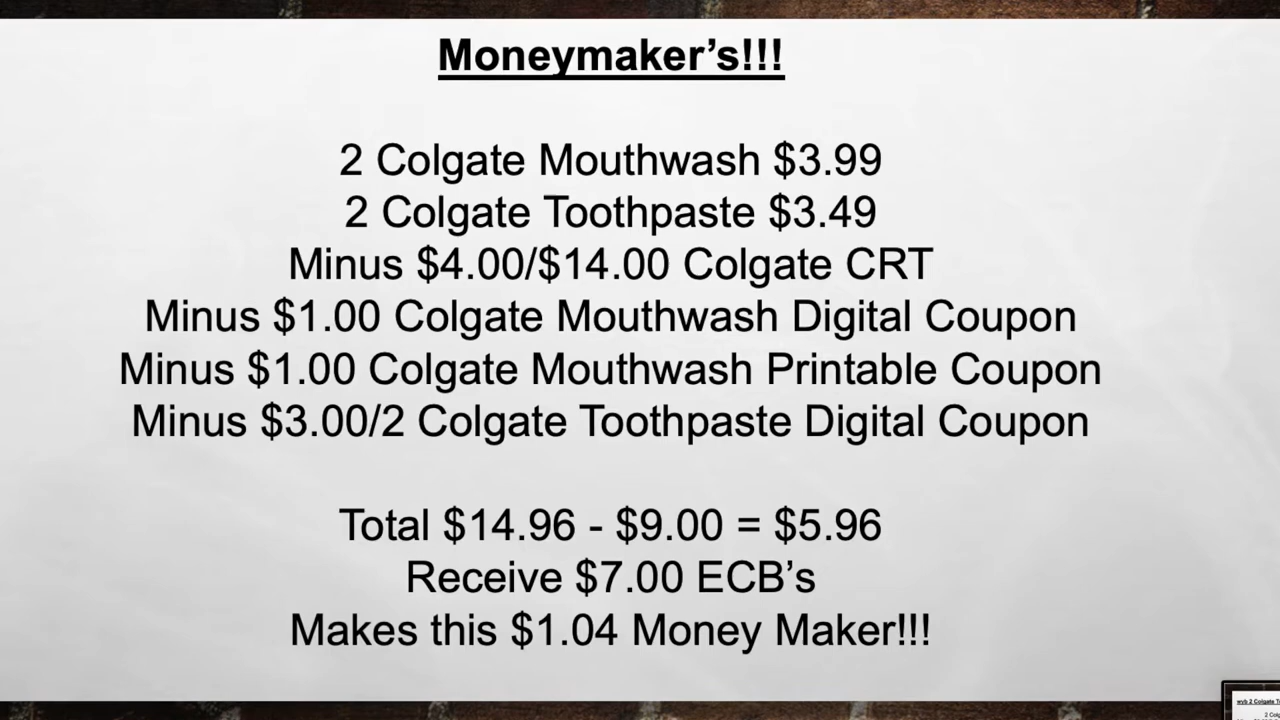 Moneymaker’s!!!
2 Colgate Mouthwash $3.99
2 Colgate Toothpaste $3.49
Minus $4.00/$14.00 Colgate CRT
Minus $1.00 Colgate Mouthwash Digital Coupon
Minus $1.00 Colgate Mouthwash Printable Coupon
Minus $3.00/2 Colgate Toothpaste Digital Coupon
Total $14.96 - $9.00 = $5.96
Receive $7.00 ECB’s
Makes this $1.04 Money Maker!!!
wyb 2 Colgate